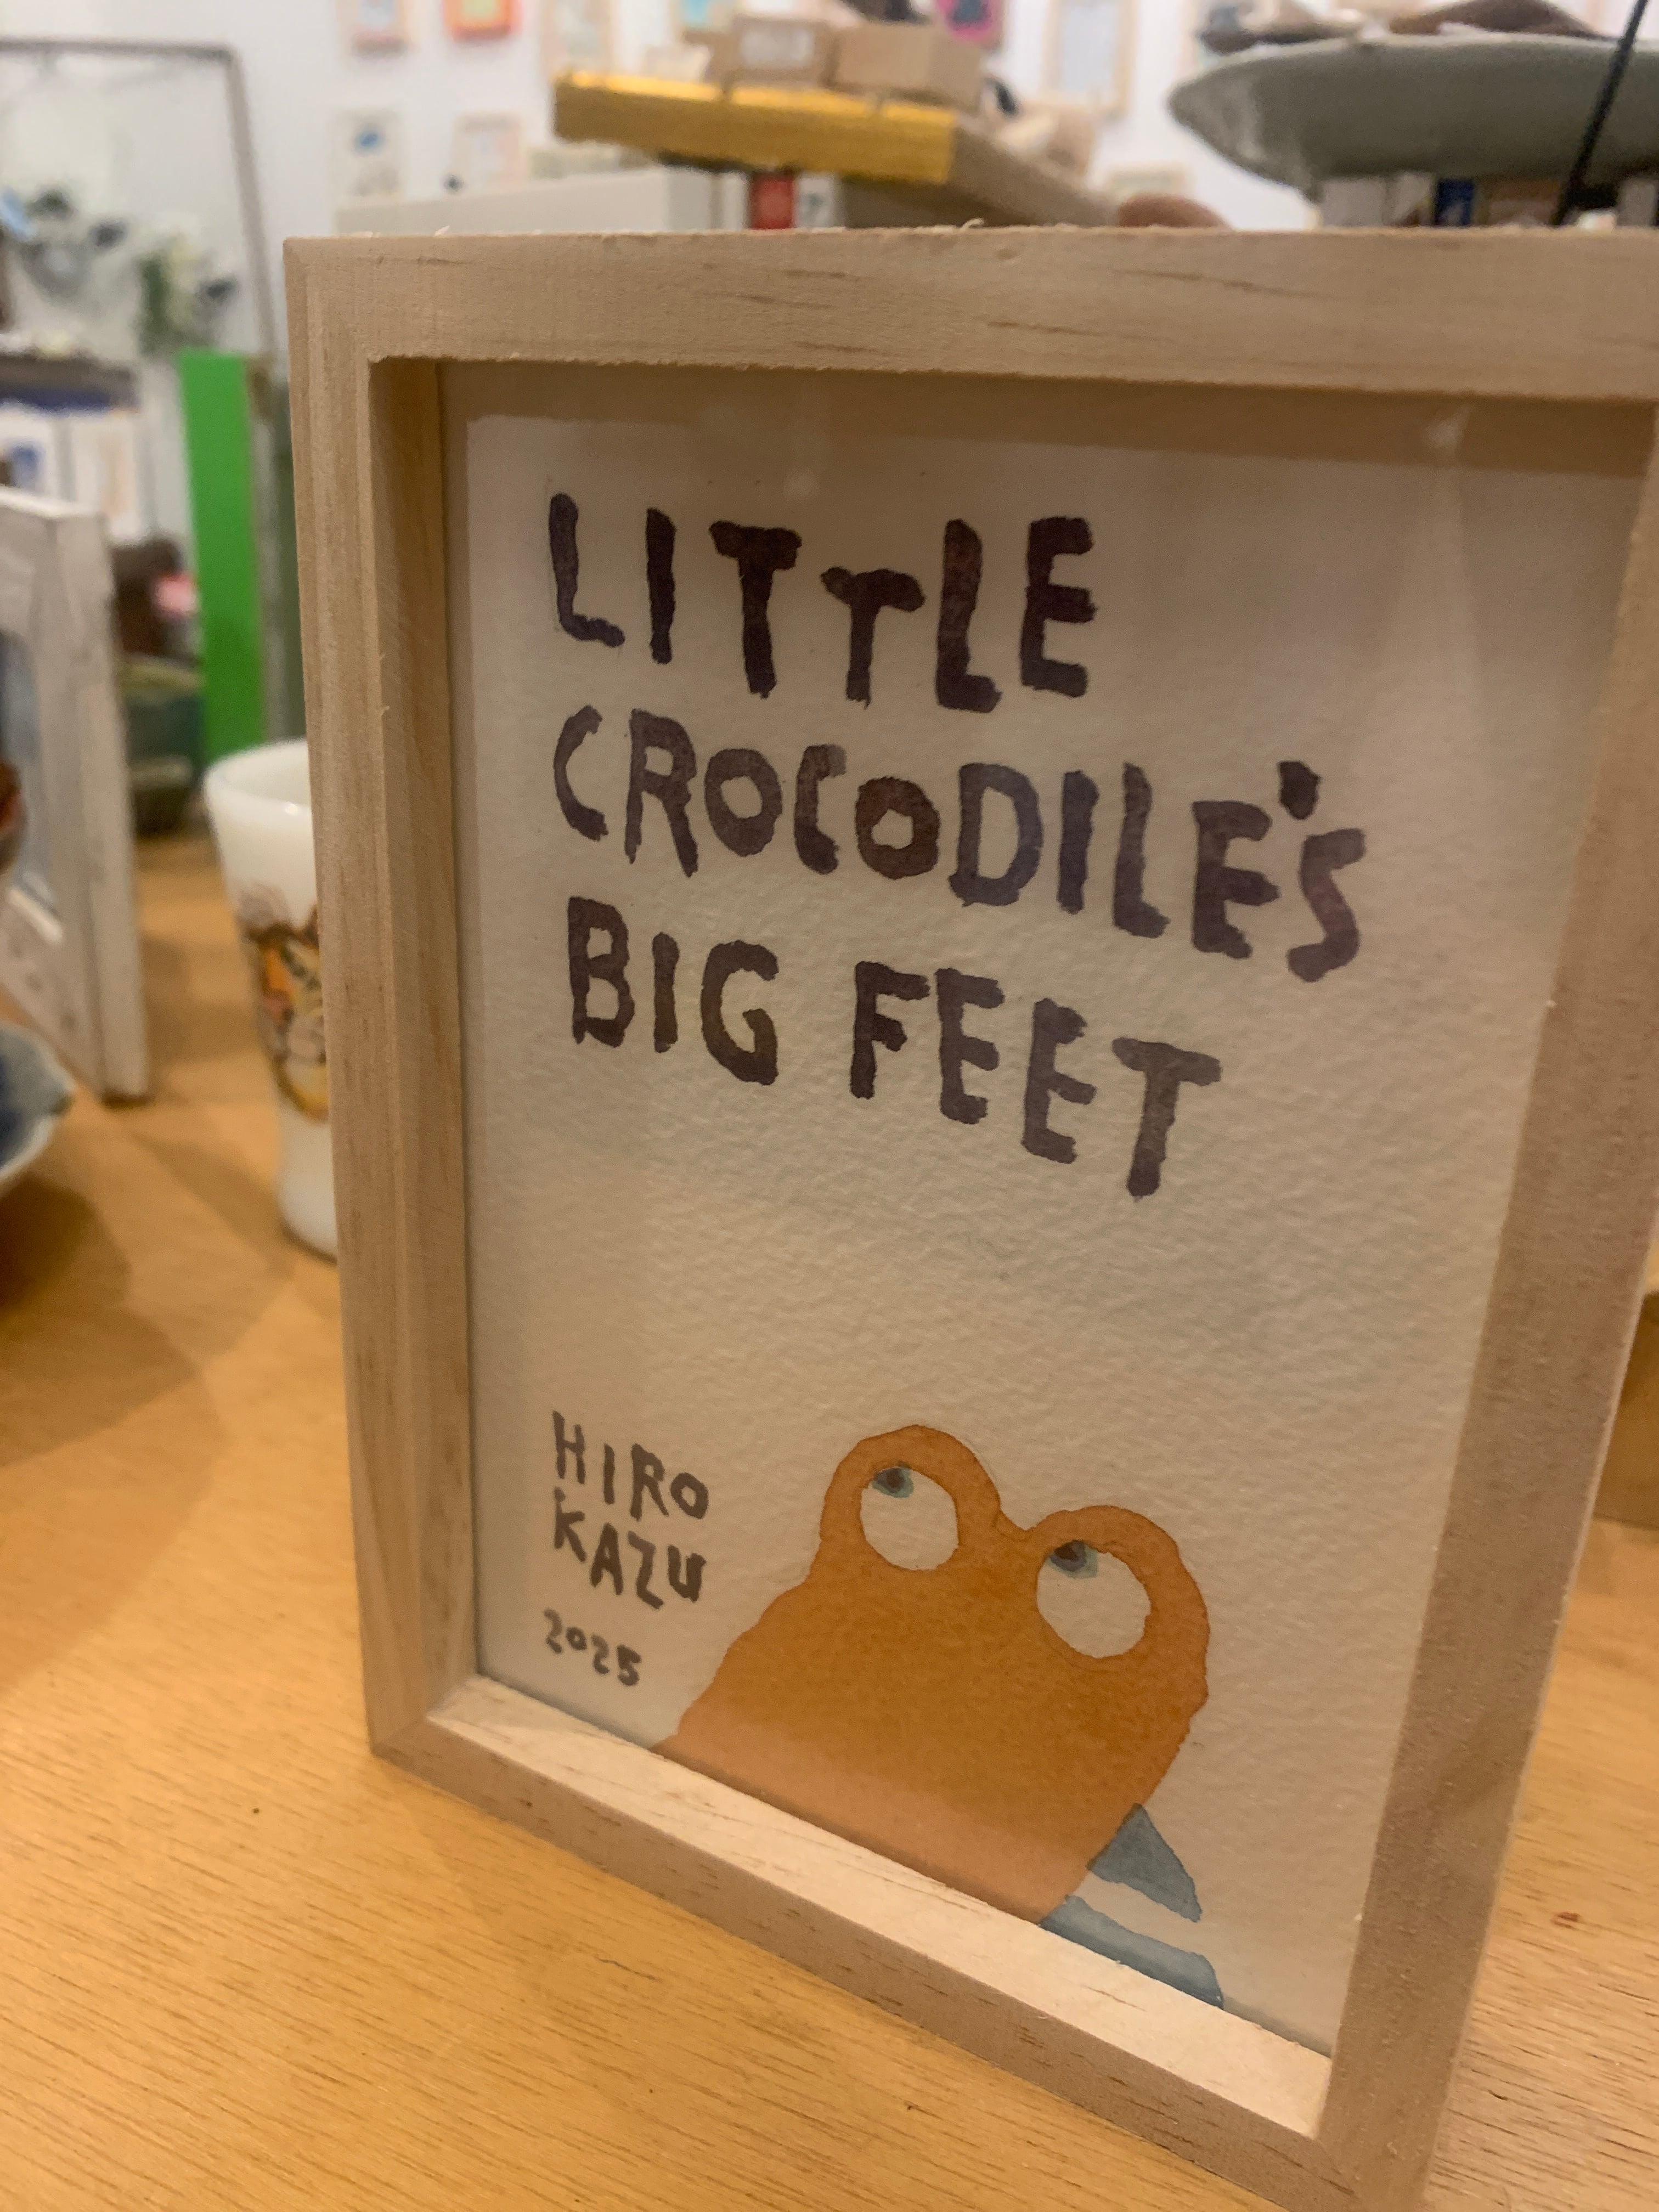 LITTLE
CROCODILE'S
BIG FEET
HIRO
KAZU
2025